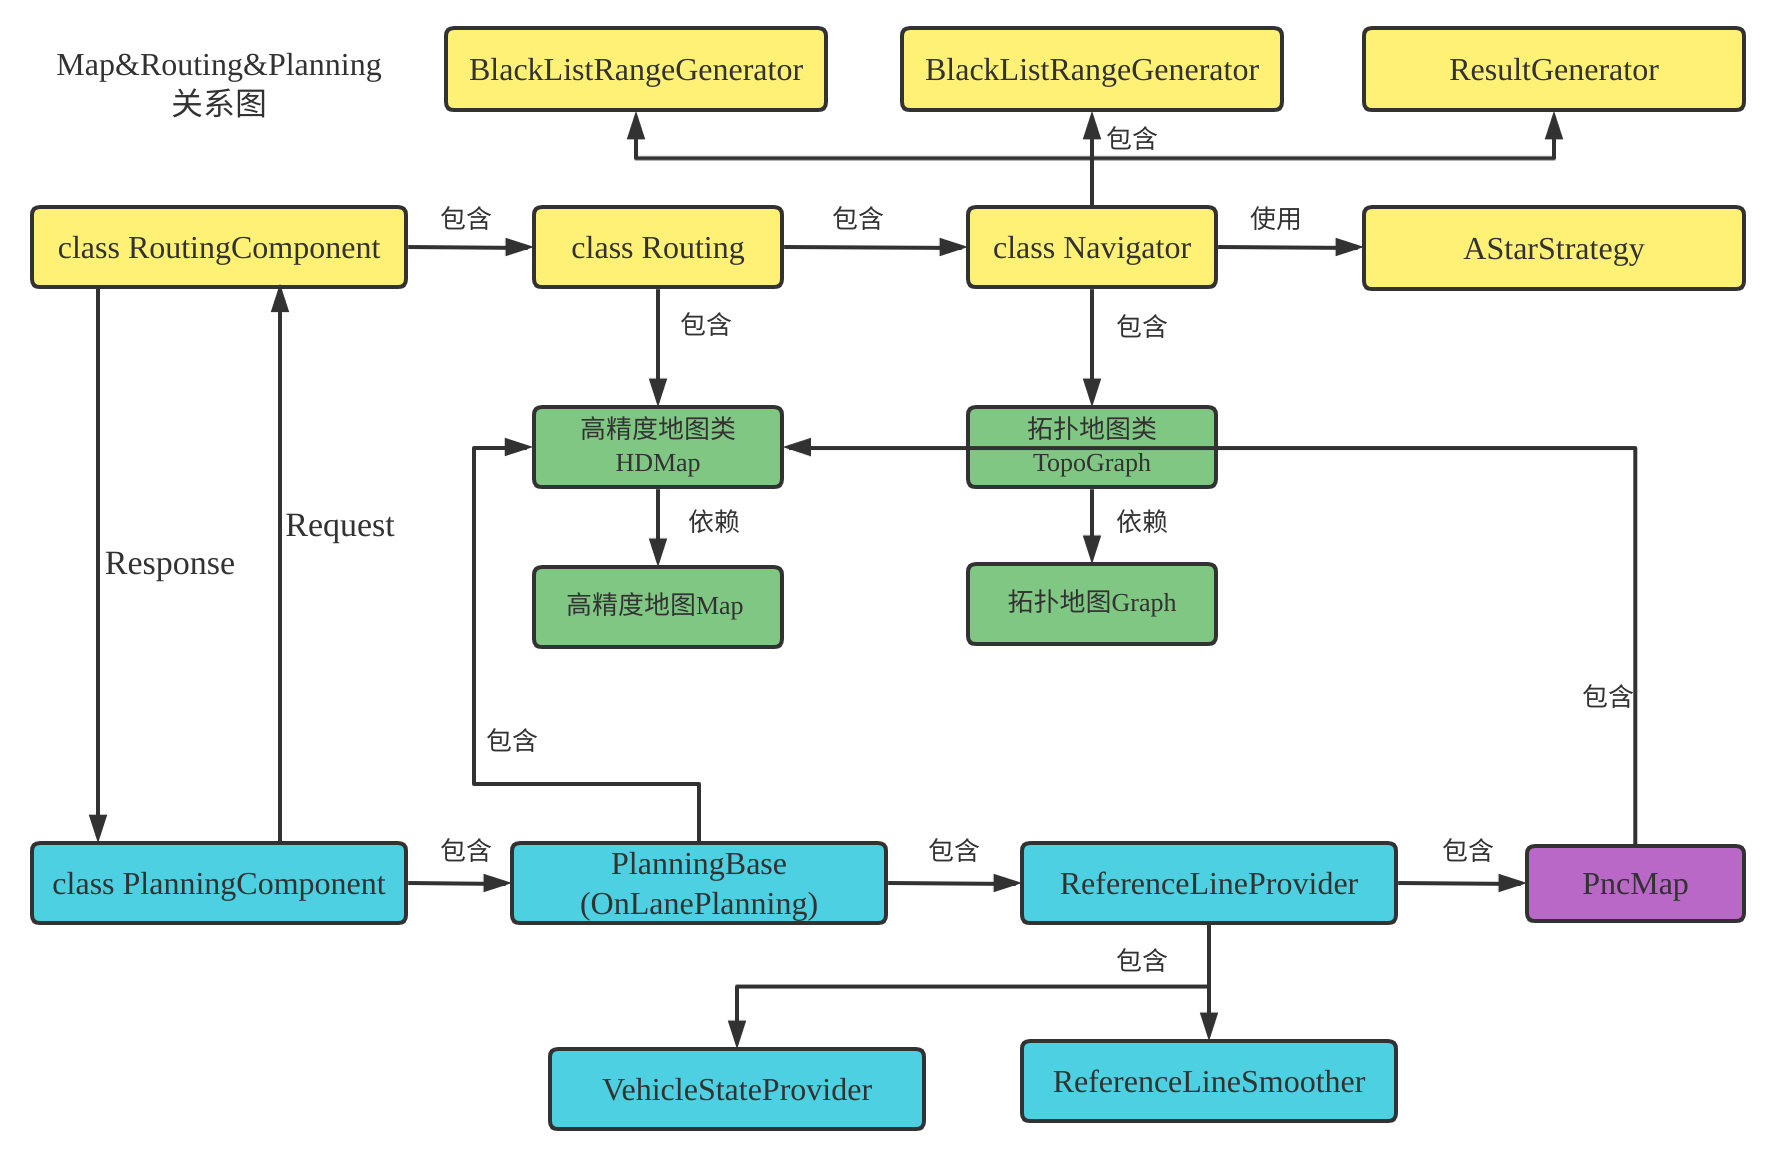 Map&Routing&Planning
关系图
BlackListRangeGenerator
BlackListRangeGenerator
ResultGenerator
包含
class RoutingComponent
包含
class Routing
包含
class Navigator
使用
AStarStrategy
包含
包含
高精度地图类
HDMap
拓扑地图类
TopoGraph
Request
Response
依赖
依赖
高精度地图Map
拓扑地图Graph
包含
包含
class PlanningComponent
包含
PlanningBase
(OnLanePlanning)
包含
ReferenceLineProvider
包含
PncMap
包含
VehicleStateProvider
ReferenceLineSmoother